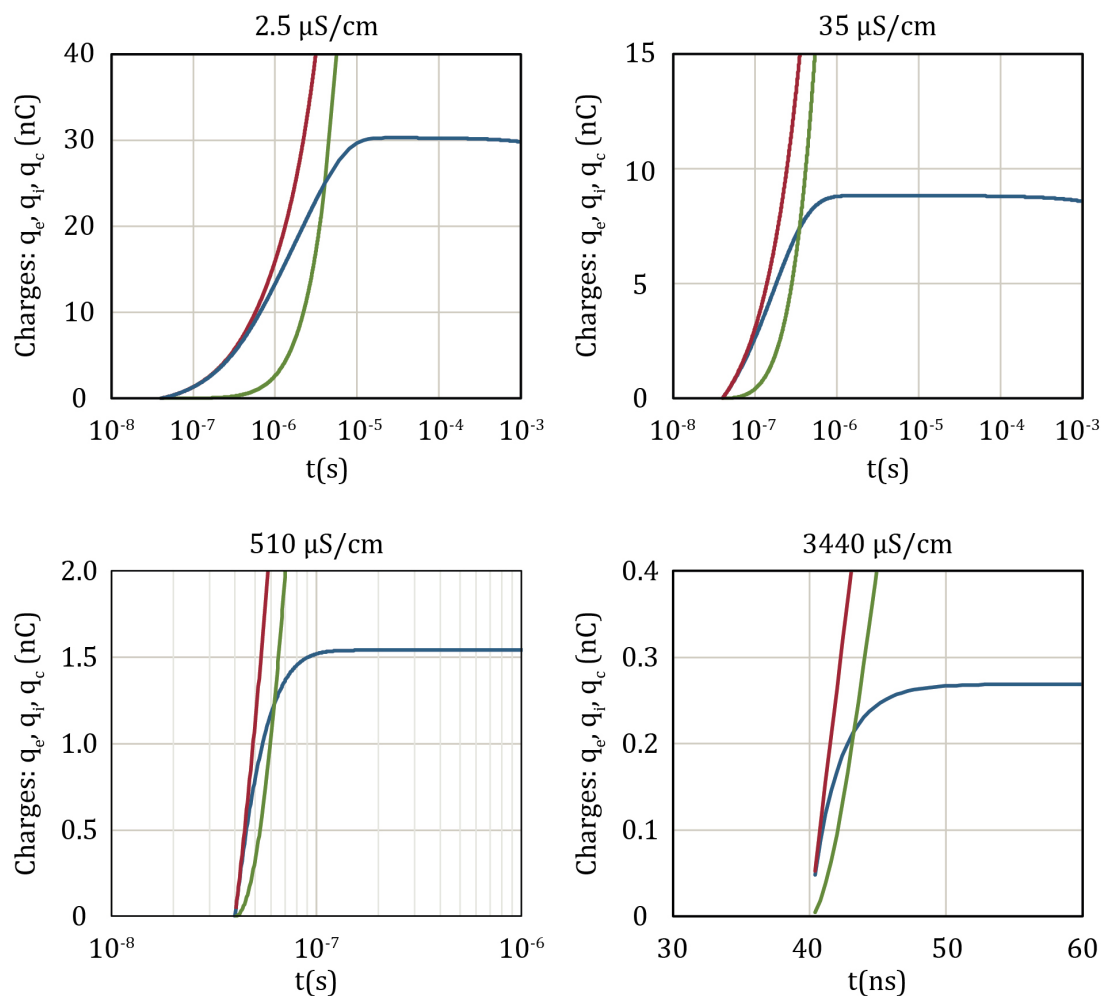 2.5 μS/cm
40
30
20
10
0
Charges: qₑ, qᵢ, q_c (nC)
10⁻⁸ 10⁻⁷ 10⁻⁶ 10⁻⁵ 10⁻⁴ 10⁻³
t(s)
35 μS/cm
15
10
5
0
Charges: qₑ, qᵢ, q_c (nC)
10⁻⁸ 10⁻⁷ 10⁻⁶ 10⁻⁵ 10⁻⁴ 10⁻³
t(s)
510 μS/cm
2.0
1.5
1.0
0.5
0
Charges: qₑ, qᵢ, q_c (nC)
10⁻⁸ 10⁻⁷ 10⁻⁶
t(s)
3440 μS/cm
0.4
0.3
0.2
0.1
0
Charges: qₑ, qᵢ, q_c (nC)
30 40 50 60
t(ns)